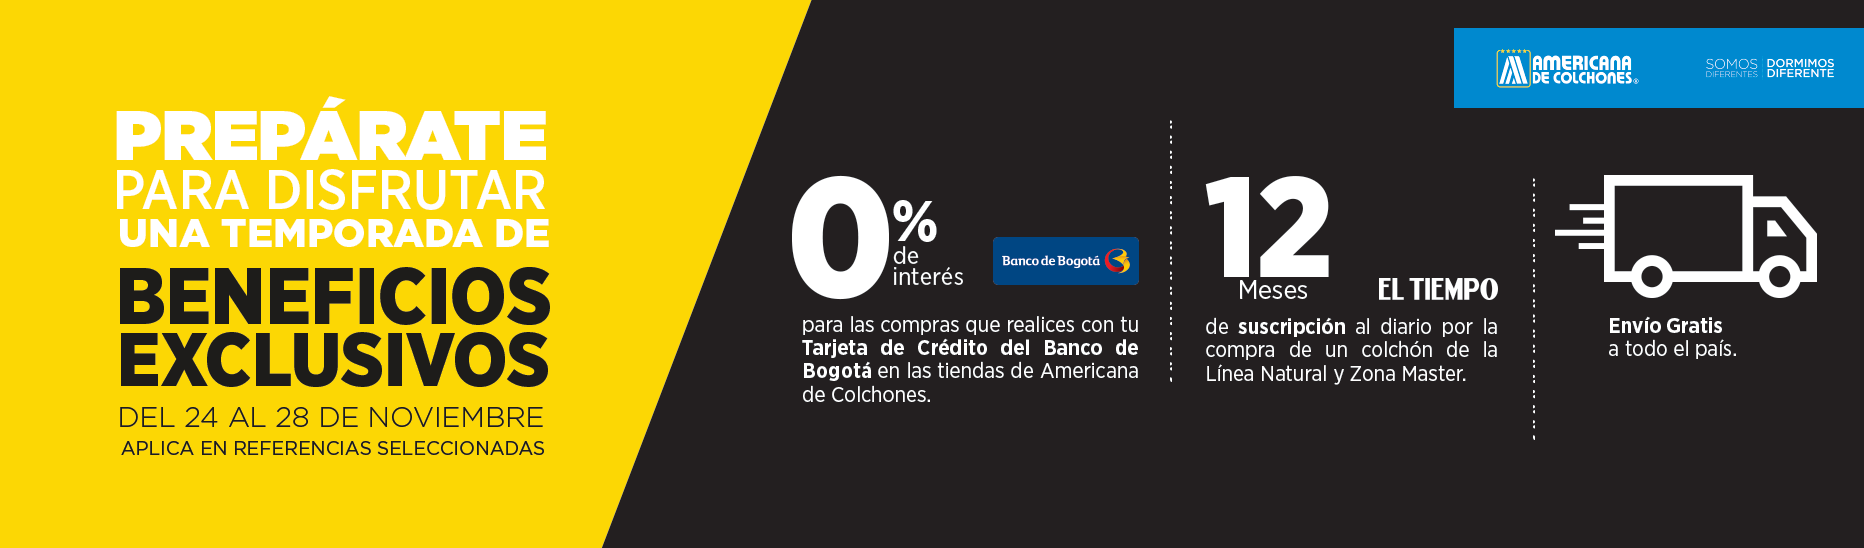 PREPÁRATE
PARA DISFRUTAR
UNA TEMPORADA DE
BENEFICIOS
EXCLUSIVOS
DEL 24 AL 28 DE NOVIEMBRE
APLICA EN REFERENCIAS SELECCIONADAS
0%
de
interés
Banco de Bogotá
para las compras que realices con tu
Tarjeta de Crédito del Banco de
Bogotá en las tiendas de Americana
de Colchones.
12
Meses
EL TIEMPO
de suscripción al diario por la
compra de un colchón de la
Línea Natural y Zona Master.
AMERICANA
DE COLCHONES®
SOMOS
DIFERENTES
DORMIMOS
DIFERENTE
Envío Gratis
a todo el país.